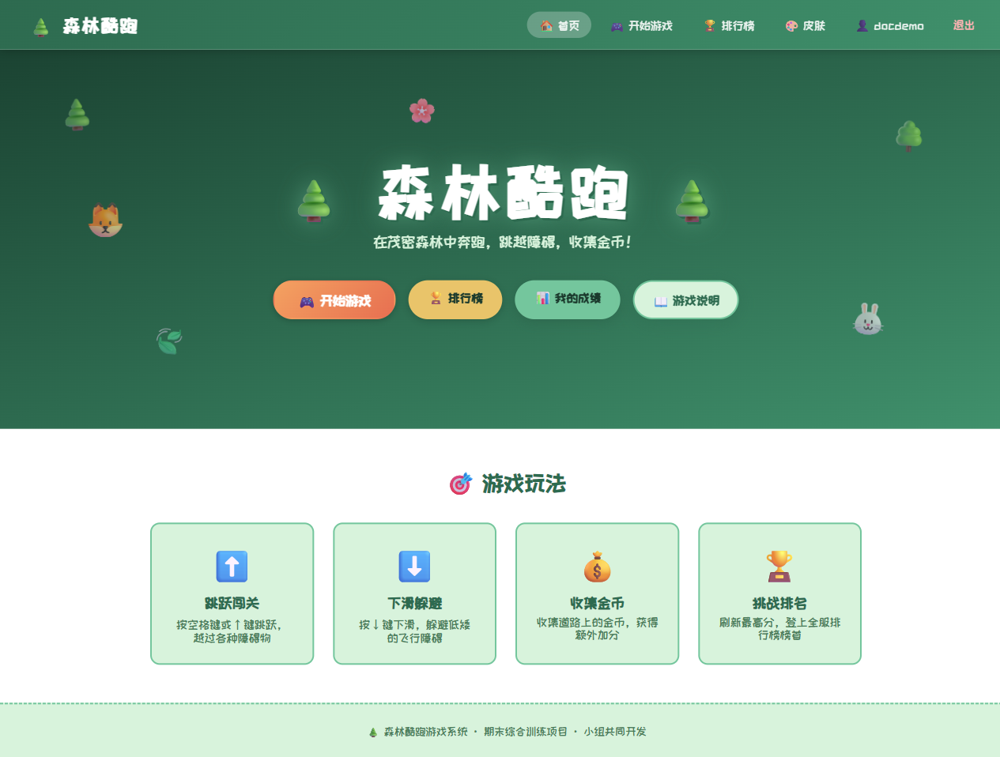 森林酷跑
首页
开始游戏
排行榜
皮肤
docdemo
退出
森林酷跑
在茂密森林中奔跑，跳越障碍，收集金币！
开始游戏
排行榜
我的成绩
游戏说明
游戏玩法
跳跃闯关
按空格键或↑键跳跃，
越过各种障碍物
下滑躲避
按↓键下滑，躲避低矮
的飞行障碍
收集金币
收集道路上的金币，获得
额外加分
挑战排名
刷新最高分，登上全服排
行榜榜首
森林酷跑游戏系统 · 期末综合训练项目 · 小组共同开发